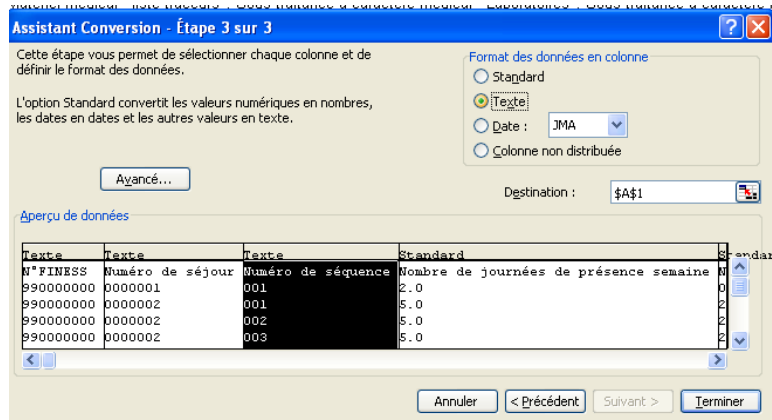 Assistant Conversion - Étape 3 sur 3
Cette étape vous permet de sélectionner chaque colonne et de
définir le format des données.
L'option Standard convertit les valeurs numériques en nombres,
les dates en dates et les autres valeurs en texte.
Avancé...
Format des données en colonne
Standard
Texte
Date : JMA
Colonne non distribuée
Destination : $A$1
Aperçu de données
Texte Texte Texte Standard Standar
N°FINESS Numéro de séjour Numéro de séquence Nombre de journées de présence semaine N
990000000 0000001 001 2.0 0
990000000 0000002 001 5.0 2
990000000 0000002 002 5.0 2
990000000 0000002 003 5.0 2
Annuler < Précédent Suivant > Terminer